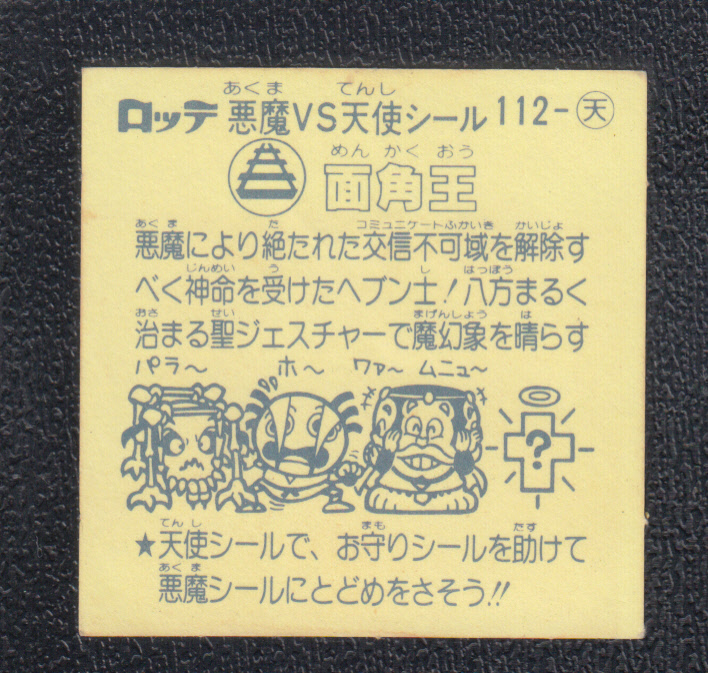 あくま てんし
ロッテ 悪魔VS天使シール 112-天
めん かく おう
面角王
あくま た コミュニケートふかいき かいじょ
悪魔により絶たれた交信不可域を解除す
じんめい う し はっぽう
べく神命を受けたヘブン士!八方まるく
おさ せい まげんしょう は
治まる聖ジェスチャーで魔幻象を晴らす
パラ〜 ホ〜 ワァ〜 ムニュ〜
?
てんし まも たす
★天使シールで、お守りシールを助けて
あくま
悪魔シールにとどめをさそう!!